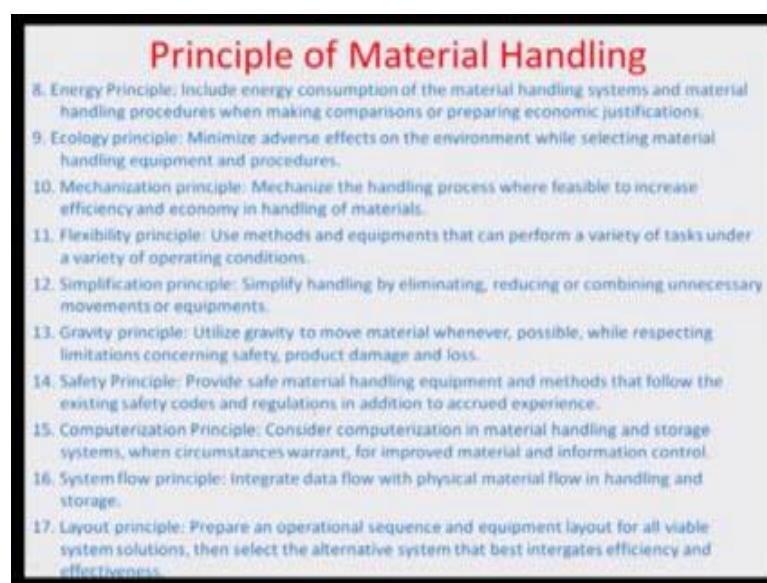 Principle of Material Handling
8. Energy Principle: Include energy consumption of the material handling systems and material
handling procedures when making comparisons or preparing economic justifications.
9. Ecology principle: Minimize adverse effects on the environment while selecting material
handling equipment and procedures.
10. Mechanization principle: Mechanize the handling process where feasible to increase
efficiency and economy in handling of materials.
11. Flexibility principle: Use methods and equipments that can perform a variety of tasks under
a variety of operating conditions.
12. Simplification principle: Simplify handling by eliminating, reducing or combining unnecessary
movements or equipments.
13. Gravity principle: Utilize gravity to move material whenever, possible, while respecting
limitations concerning safety, product damage and loss.
14. Safety Principle: Provide safe material handling equipment and methods that follow the
existing safety codes and regulations in addition to accrued experience.
15. Computerization Principle: Consider computerization in material handling and storage
systems, when circumstances warrant, for improved material and information control.
16. System flow principle: Integrate data flow with physical material flow in handling and
storage.
17. Layout principle: Prepare an operational sequence and equipment layout for all viable
system solutions, then select the alternative system that best intergates efficiency and
effectiveness.